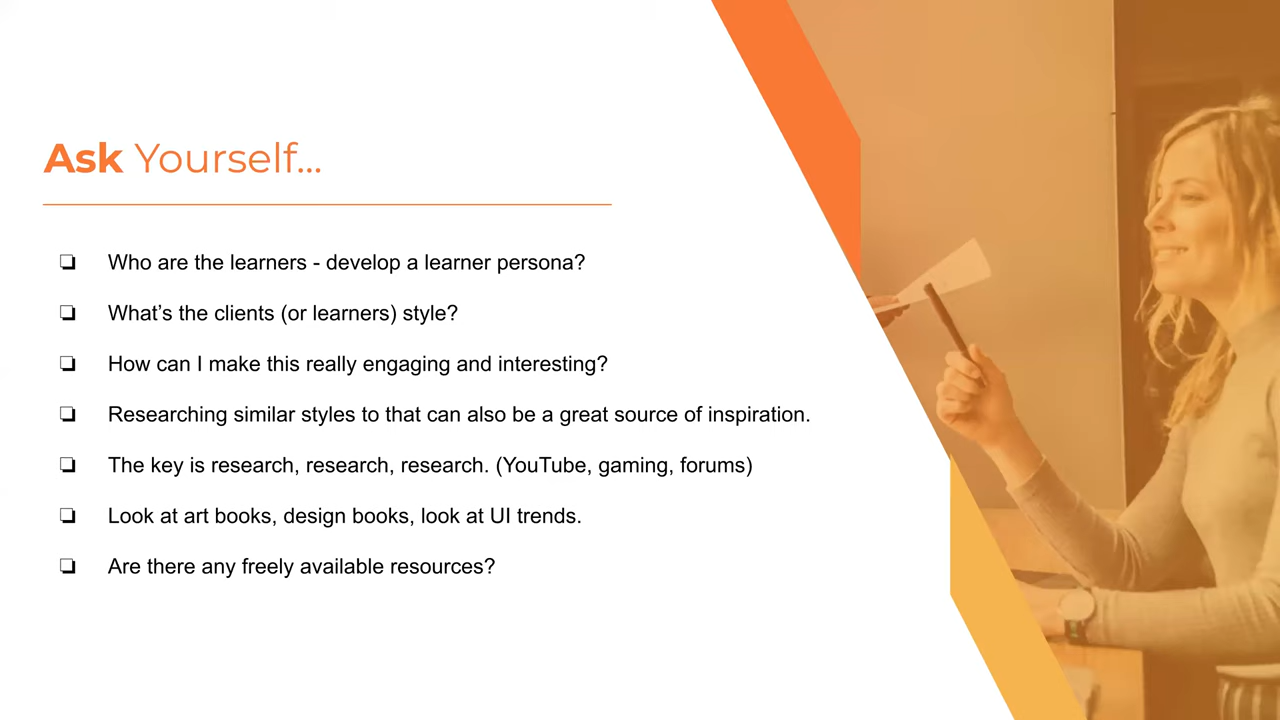 Ask Yourself...
❏ Who are the learners - develop a learner persona?
❏ What’s the clients (or learners) style?
❏ How can I make this really engaging and interesting?
❏ Researching similar styles to that can also be a great source of inspiration.
❏ The key is research, research, research. (YouTube, gaming, forums)
❏ Look at art books, design books, look at UI trends.
❏ Are there any freely available resources?